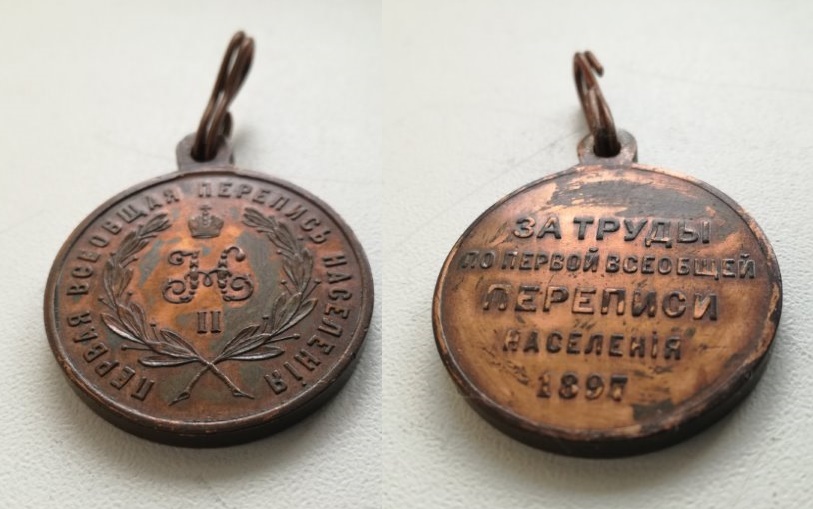 ПЕРВАЯ ВСЕОБЩАЯ ПЕРЕПИСЬ НАСЕЛЕНІЯ
Н
II
ЗА ТРУДЫ
ПО ПЕРВОЙ ВСЕОБЩЕЙ
ПЕРЕПИСИ
НАСЕЛЕНІЯ
1897